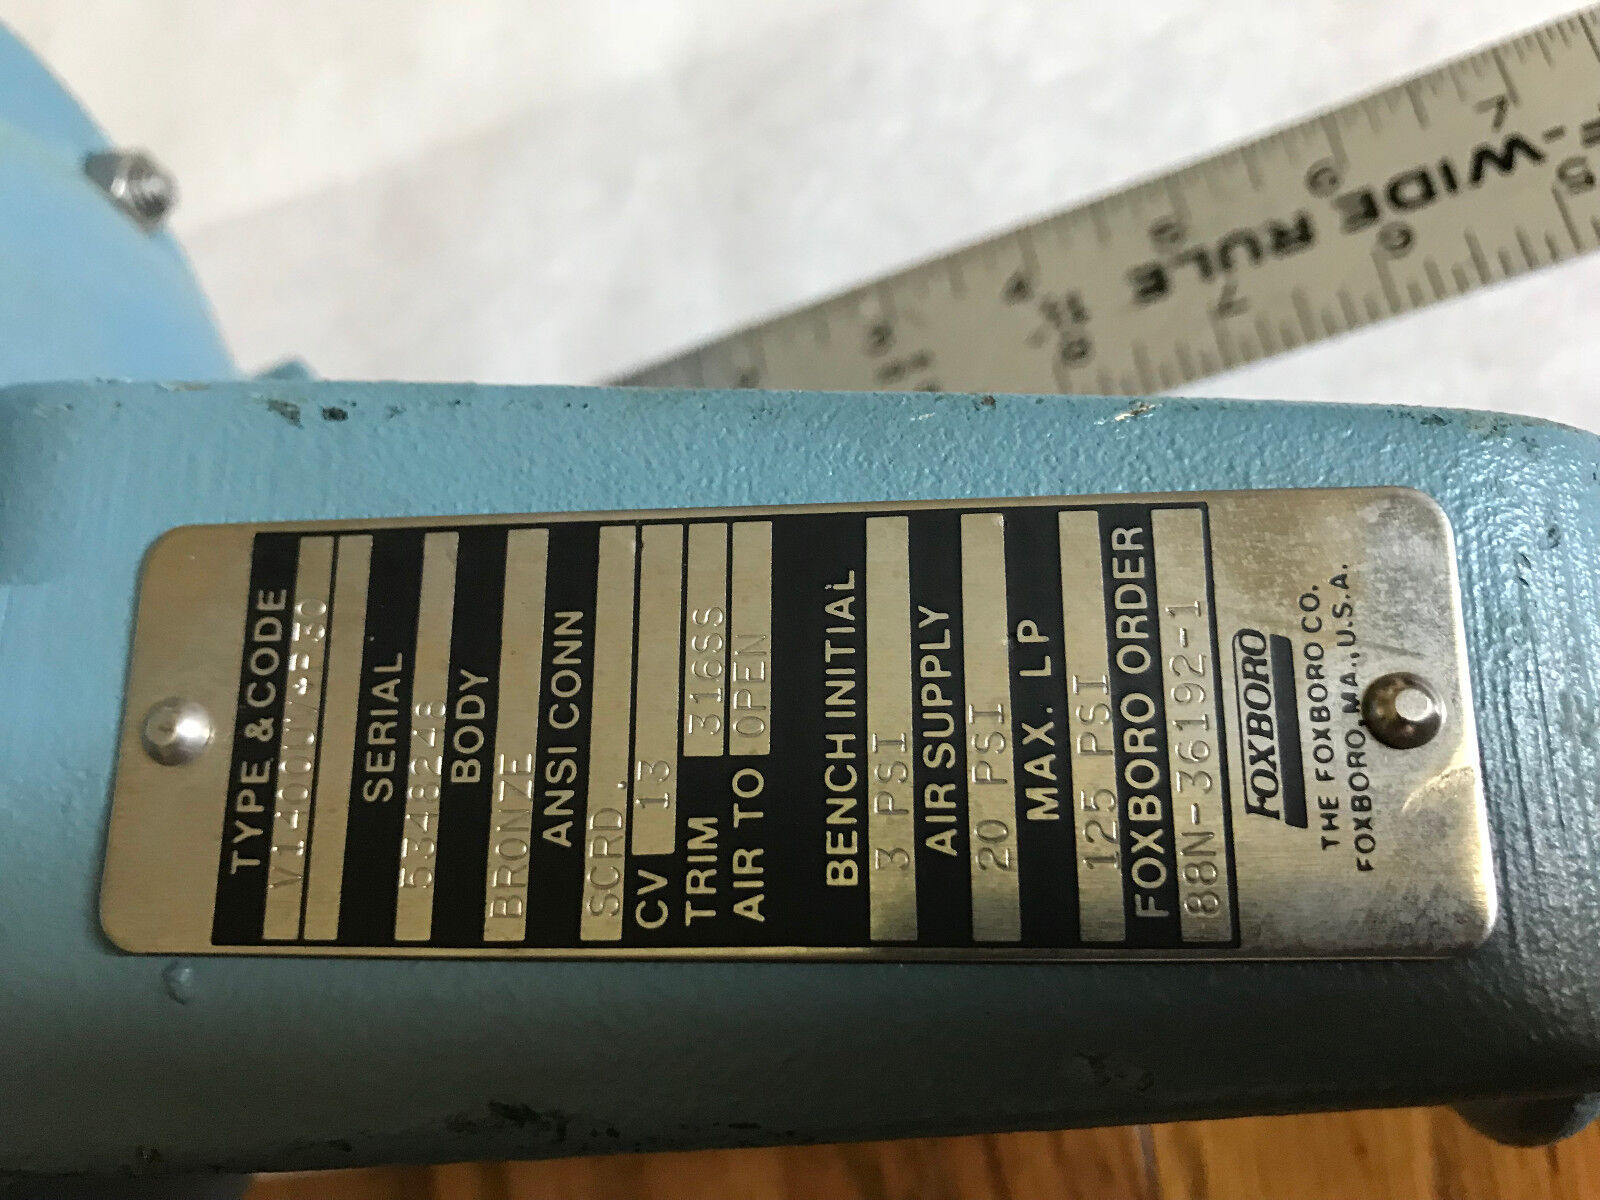 TYPE & CODE
SERIAL
5348248
BODY
BRONZE
ANSI CONN
SCRD.
CV 13
TRIM 316SS
AIR TO OPEN
BENCH INITIAL
3 PSI
AIR SUPPLY
20 PSI
MAX. LP
125 PSI
FOXBORO ORDER
88N-36192-1
FOXBORO
THE FOXBORO CO.
FOXBORO, MA., U.S.A.
-WIDE RULE